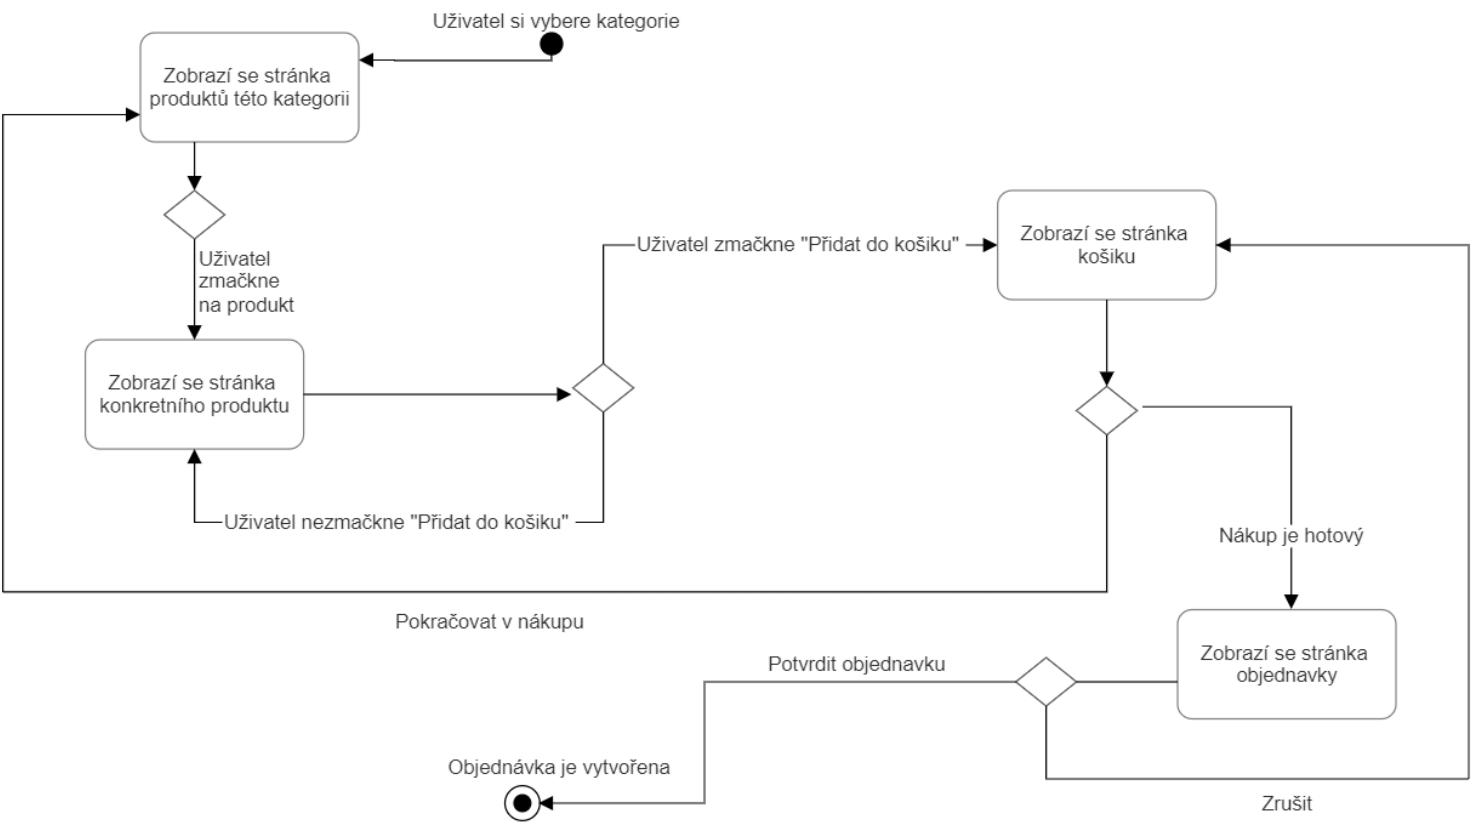 Uživatel si vybere kategorie
Zobrazí se stránka
produktů této kategorii
Uživatel
zmačkne
na produkt
Zobrazí se stránka
konkretního produktu
Uživatel zmačkne "Přidat do košiku"
Uživatel nezmačkne "Přidat do košiku"
Zobrazí se stránka
košiku
Nákup je hotový
Pokračovat v nákupu
Zobrazí se stránka
objednavky
Potvrdit objednavku
Objednávka je vytvořena
Zrušit